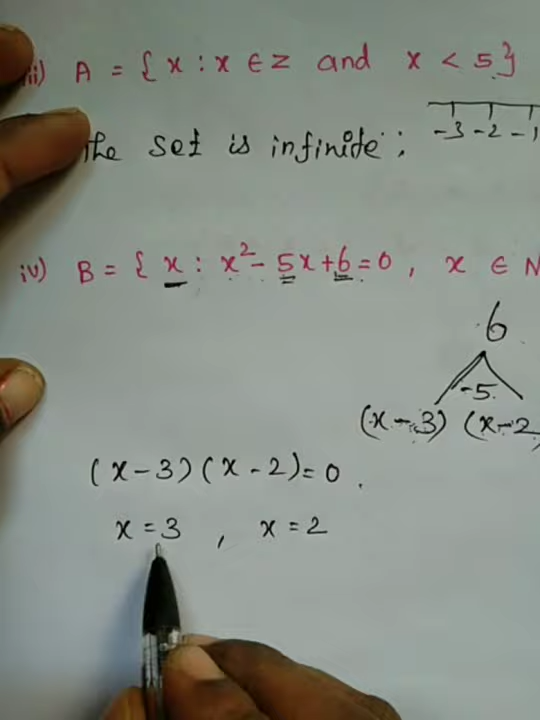 iii) A = { x : x ∈ Z and x < 5}
-3 -2 -1
The set is infinite :
iv) B = { x : x² - 5x + 6 = 0 , x ∈ N
6
-5
(x - 3) (x - 2)
(x - 3) (x - 2) = 0 .
x = 3 , x = 2